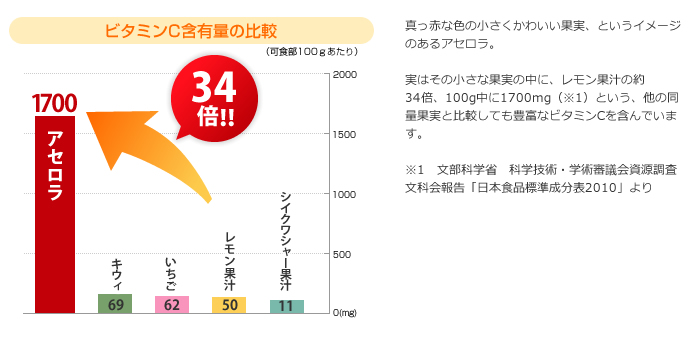 ビタミンC含有量の比較
（可食部100ｇあたり）
34
倍!!
1700
アセロラ
キウィ
69
いちご
62
レモン果汁
50
シイクワシャー果汁
11
2000
1500
1000
500
0(mg)
真っ赤な色の小さくかわいい果実、というイメージ
のあるアセロラ。
実はその小さな果実の中に、レモン果汁の約
34倍、100g中に1700mg（※1）という、他の同
量果実と比較しても豊富なビタミンCを含んでいま
す。
※1　文部科学省　科学技術・学術審議会資源調査
文科会報告「日本食品標準成分表2010」より